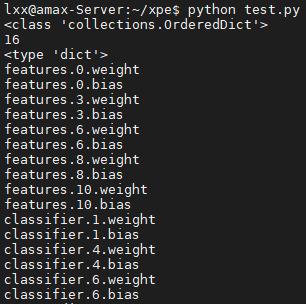 lxx@amax-Server:~/xpe$ python test.py
<class 'collections.OrderedDict'>
16
<type 'dict'>
features.0.weight
features.0.bias
features.3.weight
features.3.bias
features.6.weight
features.6.bias
features.8.weight
features.8.bias
features.10.weight
features.10.bias
classifier.1.weight
classifier.1.bias
classifier.4.weight
classifier.4.bias
classifier.6.weight
classifier.6.bias